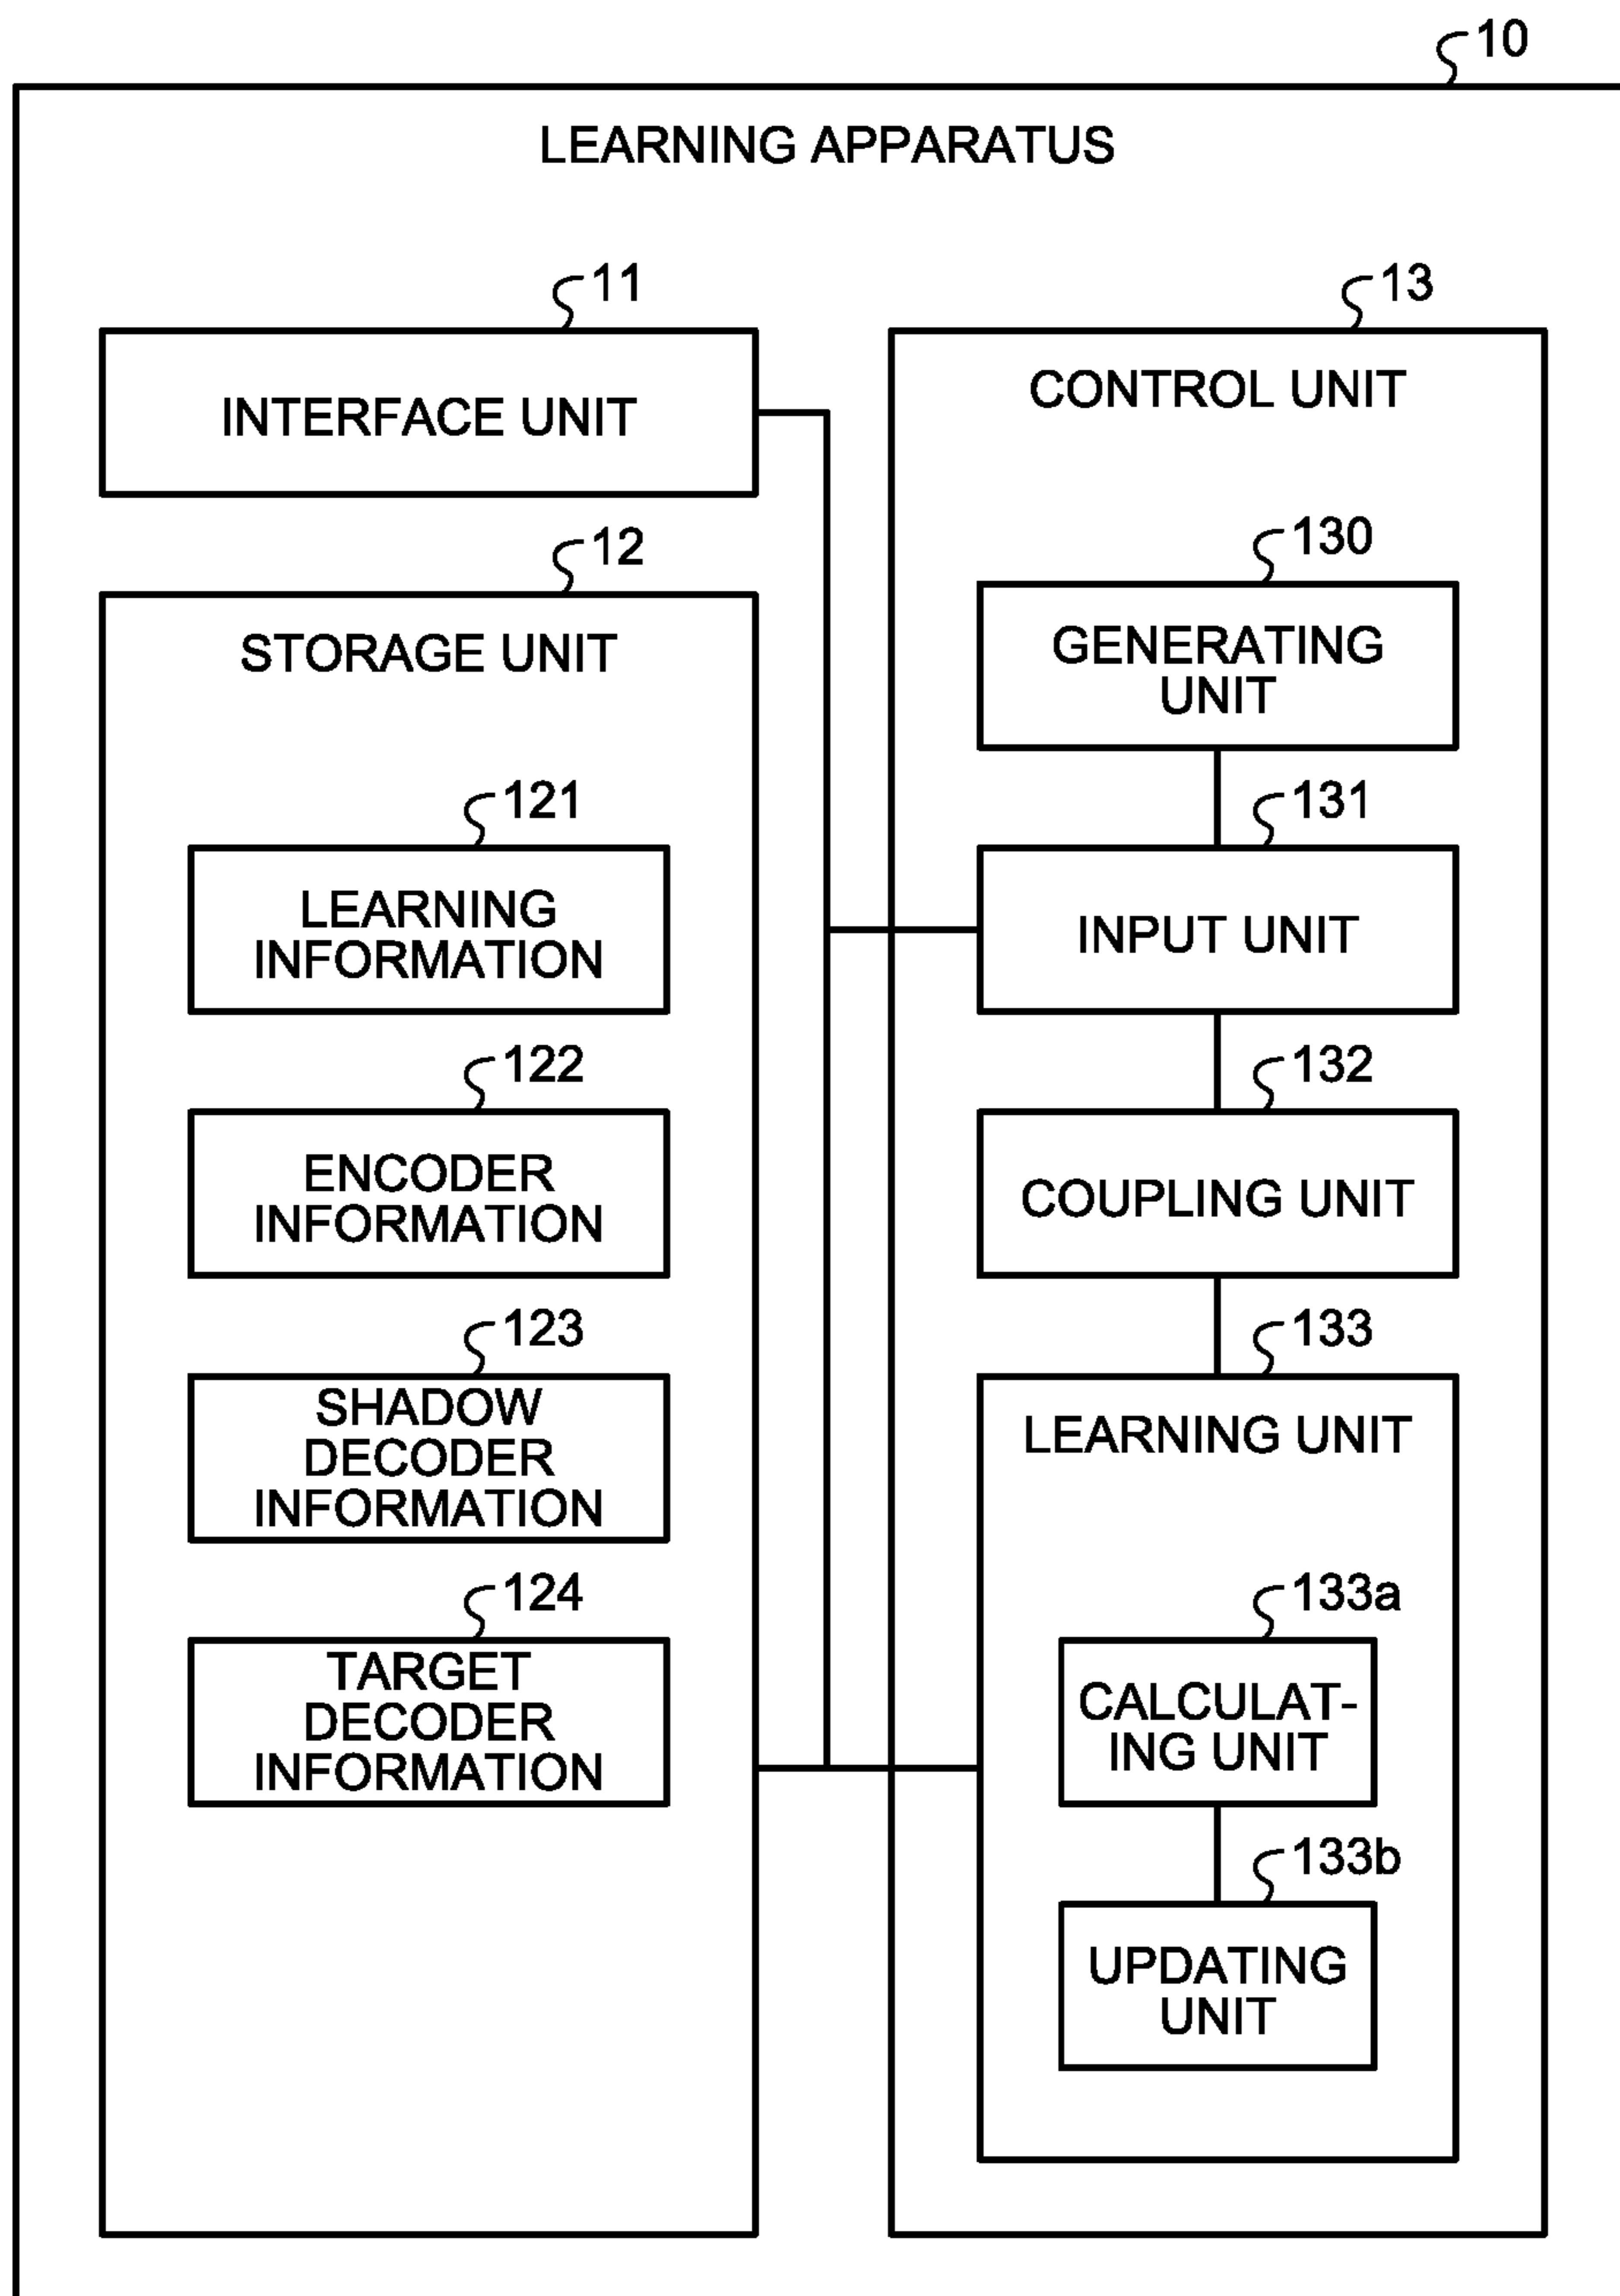 10
LEARNING APPARATUS
11
INTERFACE UNIT
12
STORAGE UNIT
121
LEARNING
INFORMATION
122
ENCODER
INFORMATION
123
SHADOW
DECODER
INFORMATION
124
TARGET
DECODER
INFORMATION
13
CONTROL UNIT
130
GENERATING
UNIT
131
INPUT UNIT
132
COUPLING UNIT
133
LEARNING UNIT
133a
CALCULAT-
ING UNIT
133b
UPDATING
UNIT